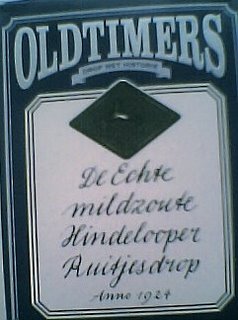 OLDTIMERS
DROP MET HISTORIE
De Echte
mildzoute
Hindelooper
Ruitjesdrop
Anno 1924